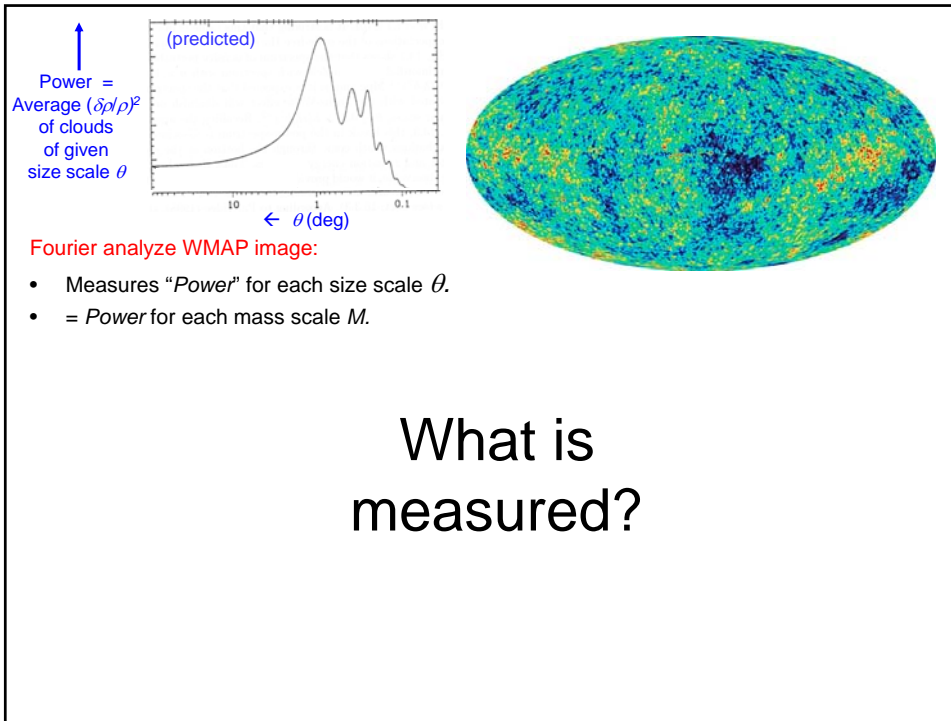 (predicted)
Power =
Average (δρ/ρ)²
of clouds
of given
size scale θ
10 1 0.1
← θ (deg)
Fourier analyze WMAP image:
• Measures “Power” for each size scale θ.
• = Power for each mass scale M.
What is
measured?